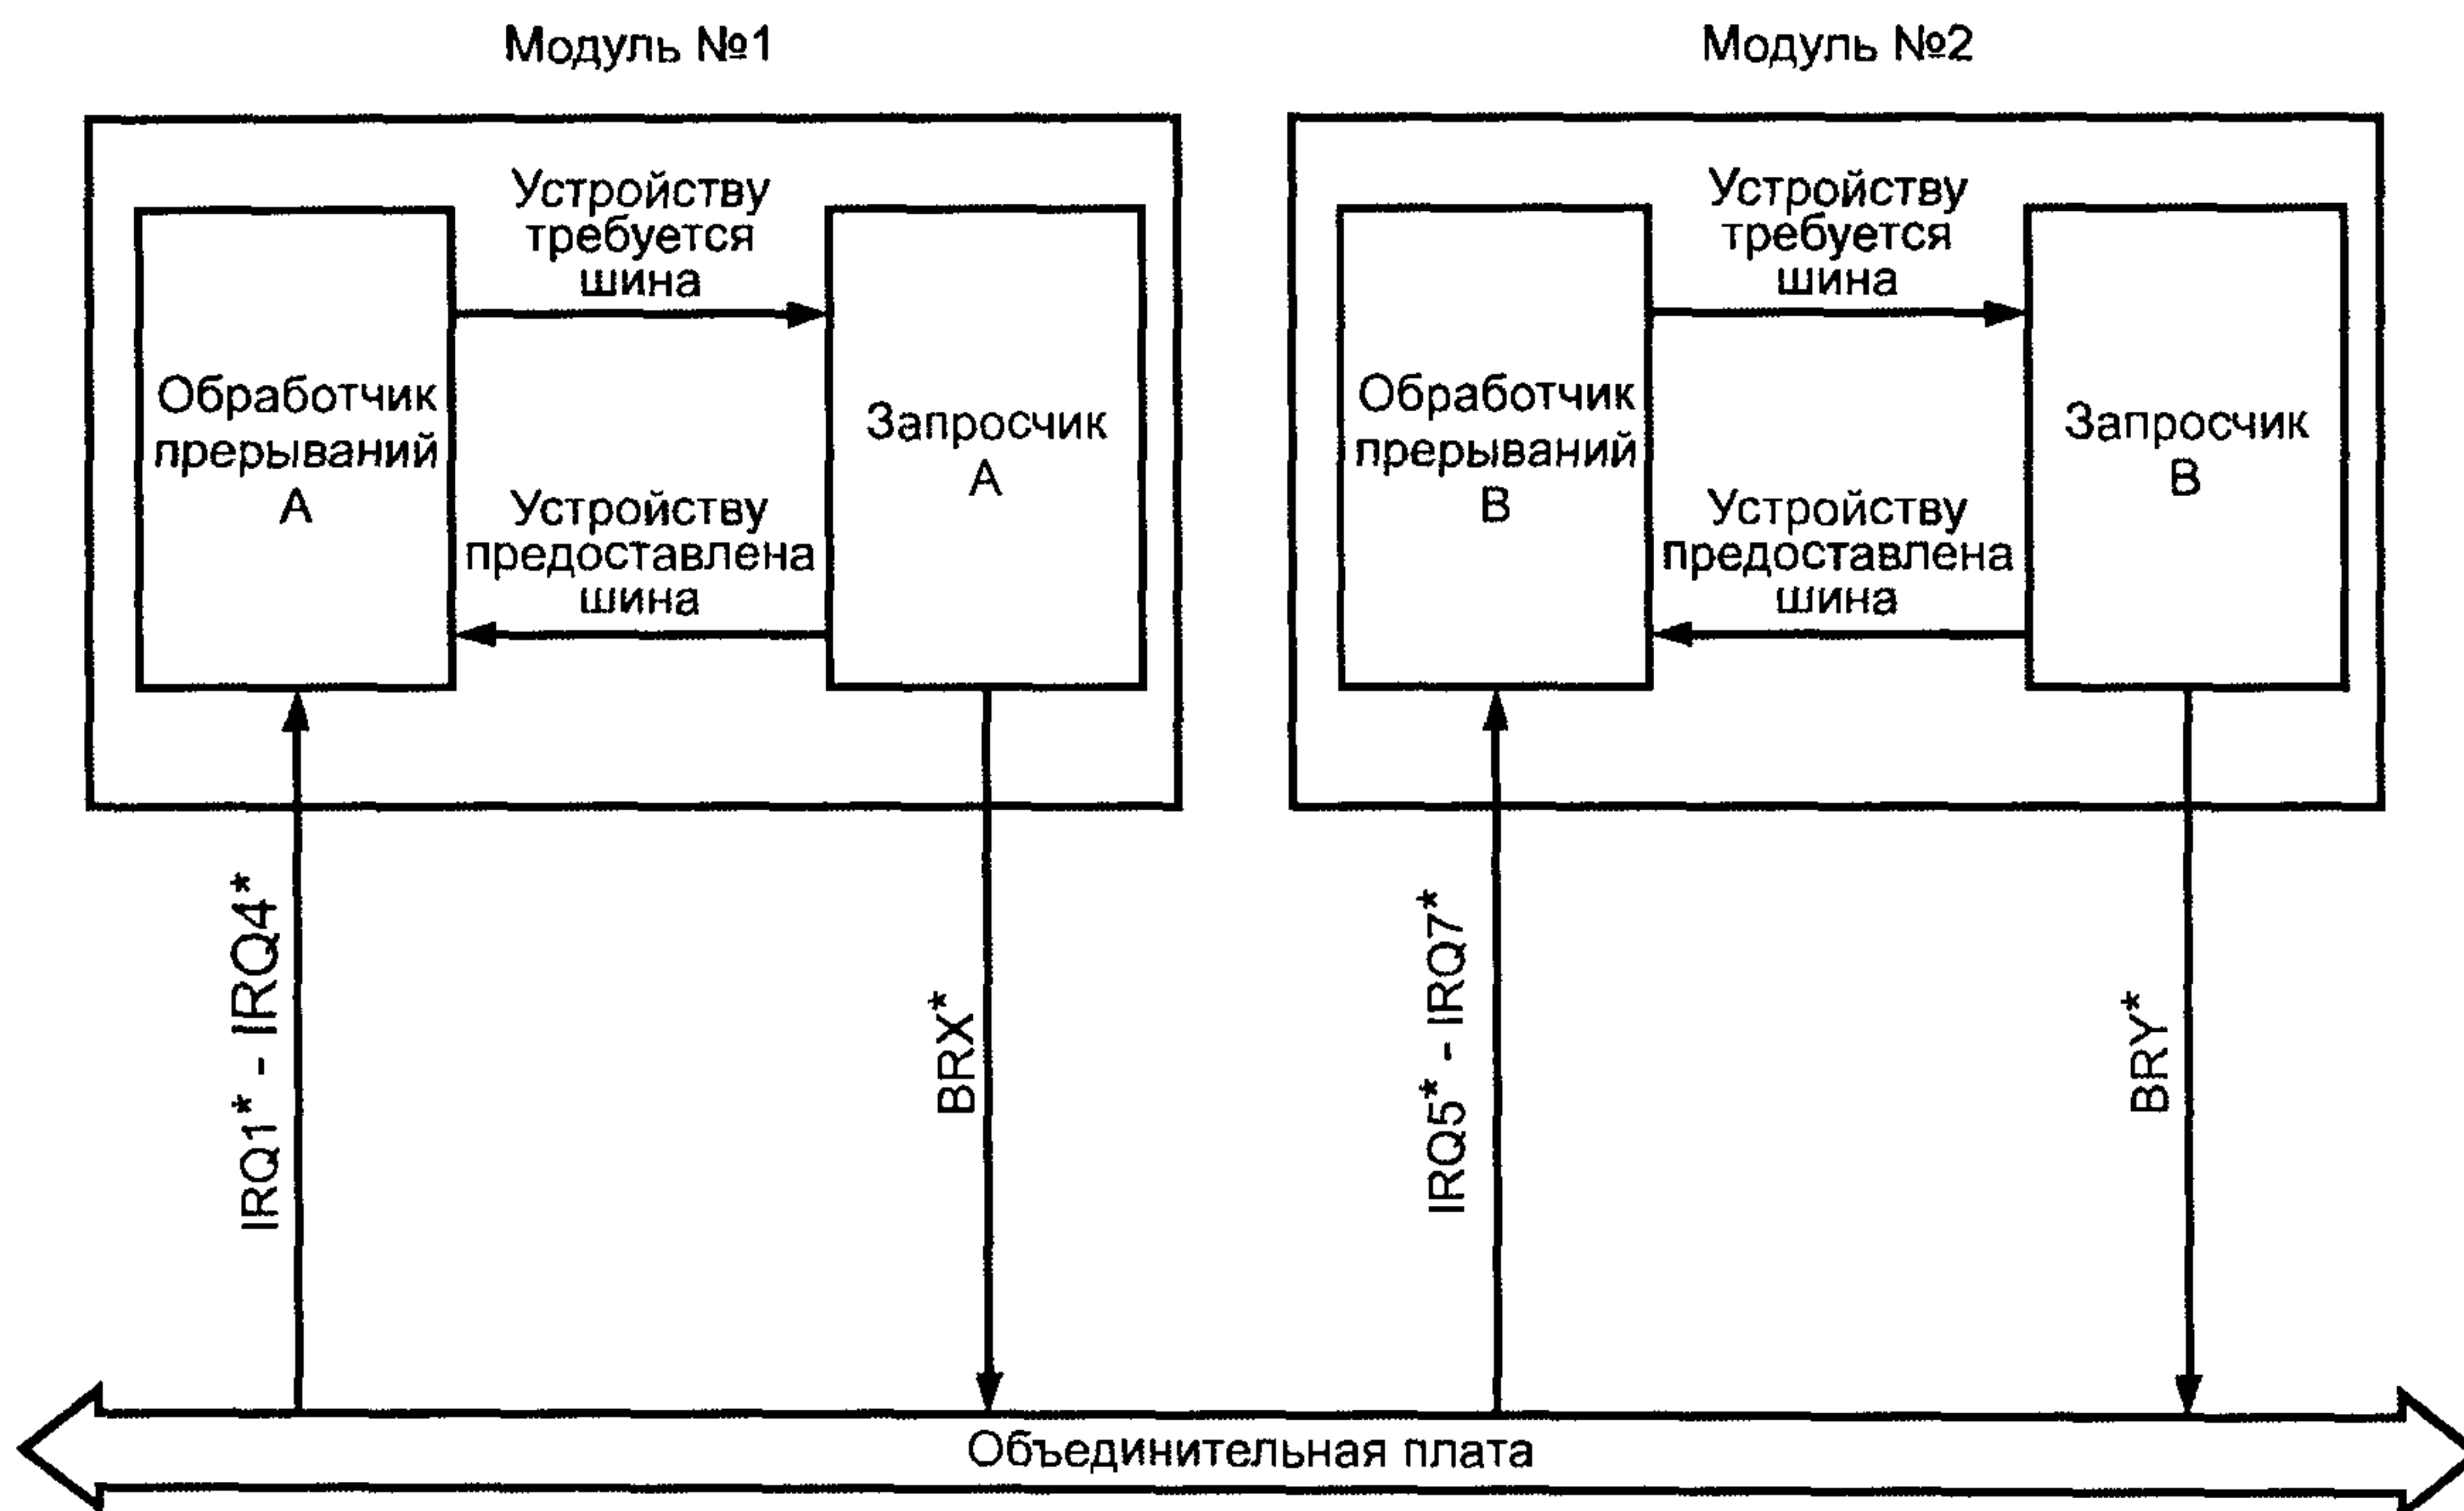 Модуль №1
Модуль №2
Устройству
требуется
шина
Обработчик
прерываний
А
Запросчик
А
Устройству
предоставлена
шина
Устройству
требуется
шина
Обработчик
прерываний
В
Запросчик
В
Устройству
предоставлена
шина
IRQ1* - IRQ4*
BRX*
IRQ5* - IRQ7*
BRY*
Объединительная плата